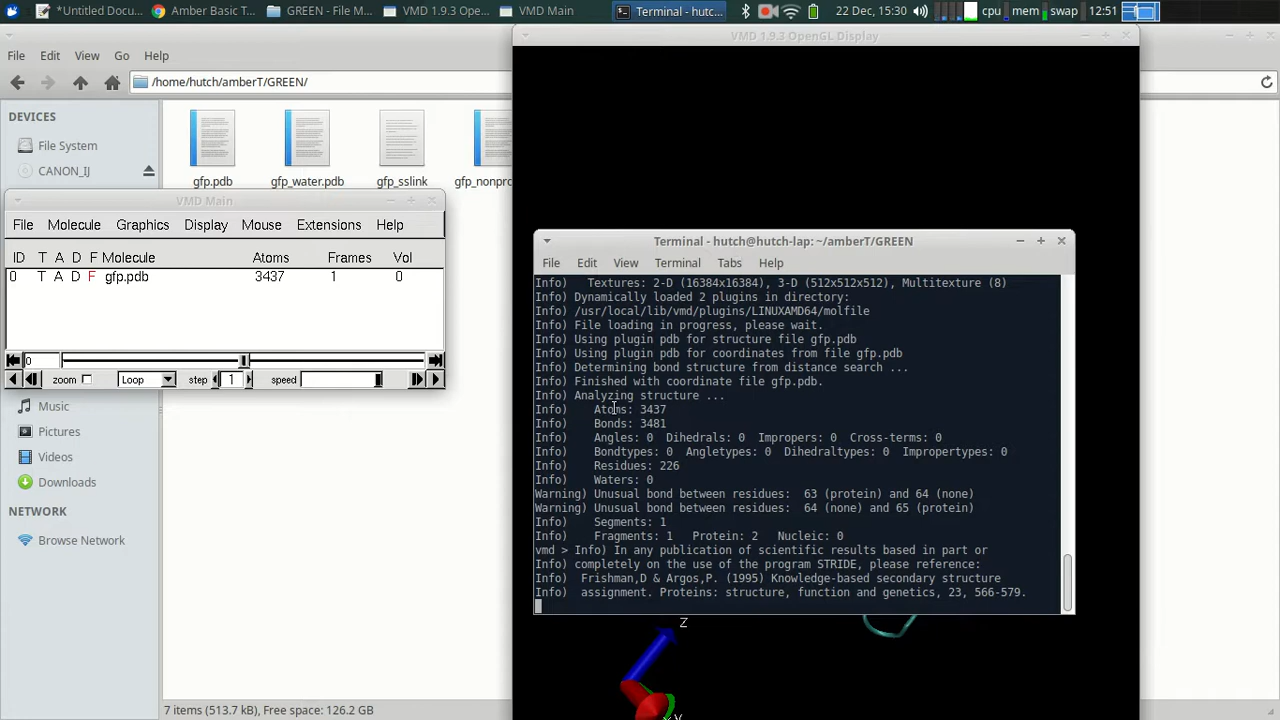 *Untitled Docu...
Amber Basic T...
GREEN - File M...
VMD 1.9.3 Ope...
VMD Main
Terminal - hutc...
22 Dec, 15:30
cpu
mem
swap
12:51
VMD 1.9.3 OpenGL Display
File Edit View Go Help
/home/hutch/amberT/GREEN/
DEVICES
File System
CANON_IJ
gfp.pdb
gfp_water.pdb
gfp_sslink
gfp_nonpro
VMD Main
File Molecule Graphics Display Mouse Extensions Help
ID T A D F Molecule Atoms Frames Vol
0 T A D F gfp.pdb 3437 1 0
0
zoom Loop step 1 speed
Music
Pictures
Videos
Downloads
NETWORK
Browse Network
7 items (513.7 kB), Free space: 126.2 GB
Terminal - hutch@hutch-lap: ~/amberT/GREEN
File Edit View Terminal Tabs Help
Info)   Textures: 2-D (16384x16384), 3-D (512x512x512), Multitexture (8)
Info) Dynamically loaded 2 plugins in directory:
Info) /usr/local/lib/vmd/plugins/LINUXAMD64/molfile
Info) File loading in progress, please wait.
Info) Using plugin pdb for structure file gfp.pdb
Info) Using plugin pdb for coordinates from file gfp.pdb
Info) Determining bond structure from distance search ...
Info) Finished with coordinate file gfp.pdb.
Info) Analyzing structure ...
Info)    Atoms: 3437
Info)    Bonds: 3481
Info)    Angles: 0  Dihedrals: 0  Impropers: 0  Cross-terms: 0
Info)    Bondtypes: 0  Angletypes: 0  Dihedraltypes: 0  Impropertypes: 0
Info)    Residues: 226
Info)    Waters: 0
Warning) Unusual bond between residues:  63 (protein) and 64 (none)
Warning) Unusual bond between residues:  64 (none) and 65 (protein)
Info)    Segments: 1
Info)    Fragments: 1   Protein: 2   Nucleic: 0
vmd > Info) In any publication of scientific results based in part or
Info) completely on the use of the program STRIDE, please reference:
Info)  Frishman,D & Argos,P. (1995) Knowledge-based secondary structure
Info)  assignment. Proteins: structure, function and genetics, 23, 566-579.
Z
Y